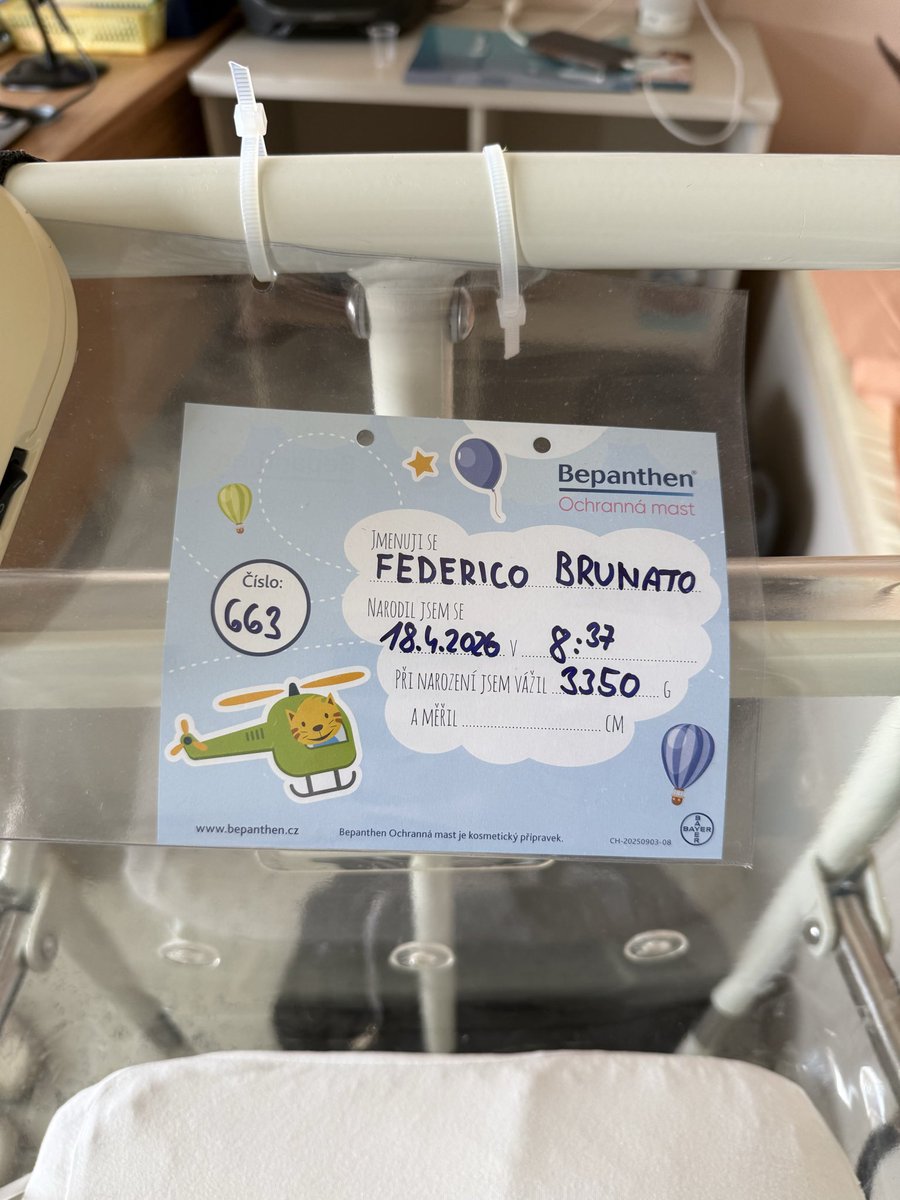 Bepanthen®
Ochranná mast
Jmenuji se
FEDERICO BRUNATO
Číslo:
663
Narodil jsem se
18.4.2026 v 8:37
Při narození jsem vážil 3350 g
a měřil cm
www.bepanthen.cz
Bepanthen Ochranná mast je kosmetický přípravek.
CH-20250903-08
BAYER